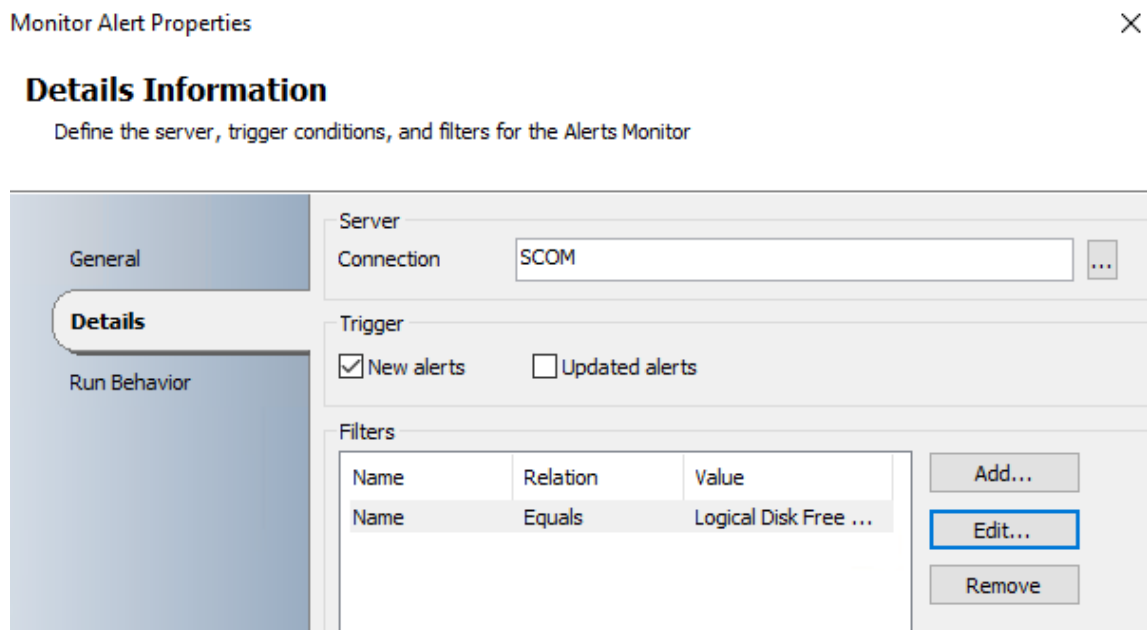 Monitor Alert Properties
Details Information
Define the server, trigger conditions, and filters for the Alerts Monitor
General
Details
Run Behavior
Server
Connection
SCOM
...
Trigger
New alerts
Updated alerts
Filters
Name Relation Value
Name Equals Logical Disk Free ...
Add...
Edit...
Remove